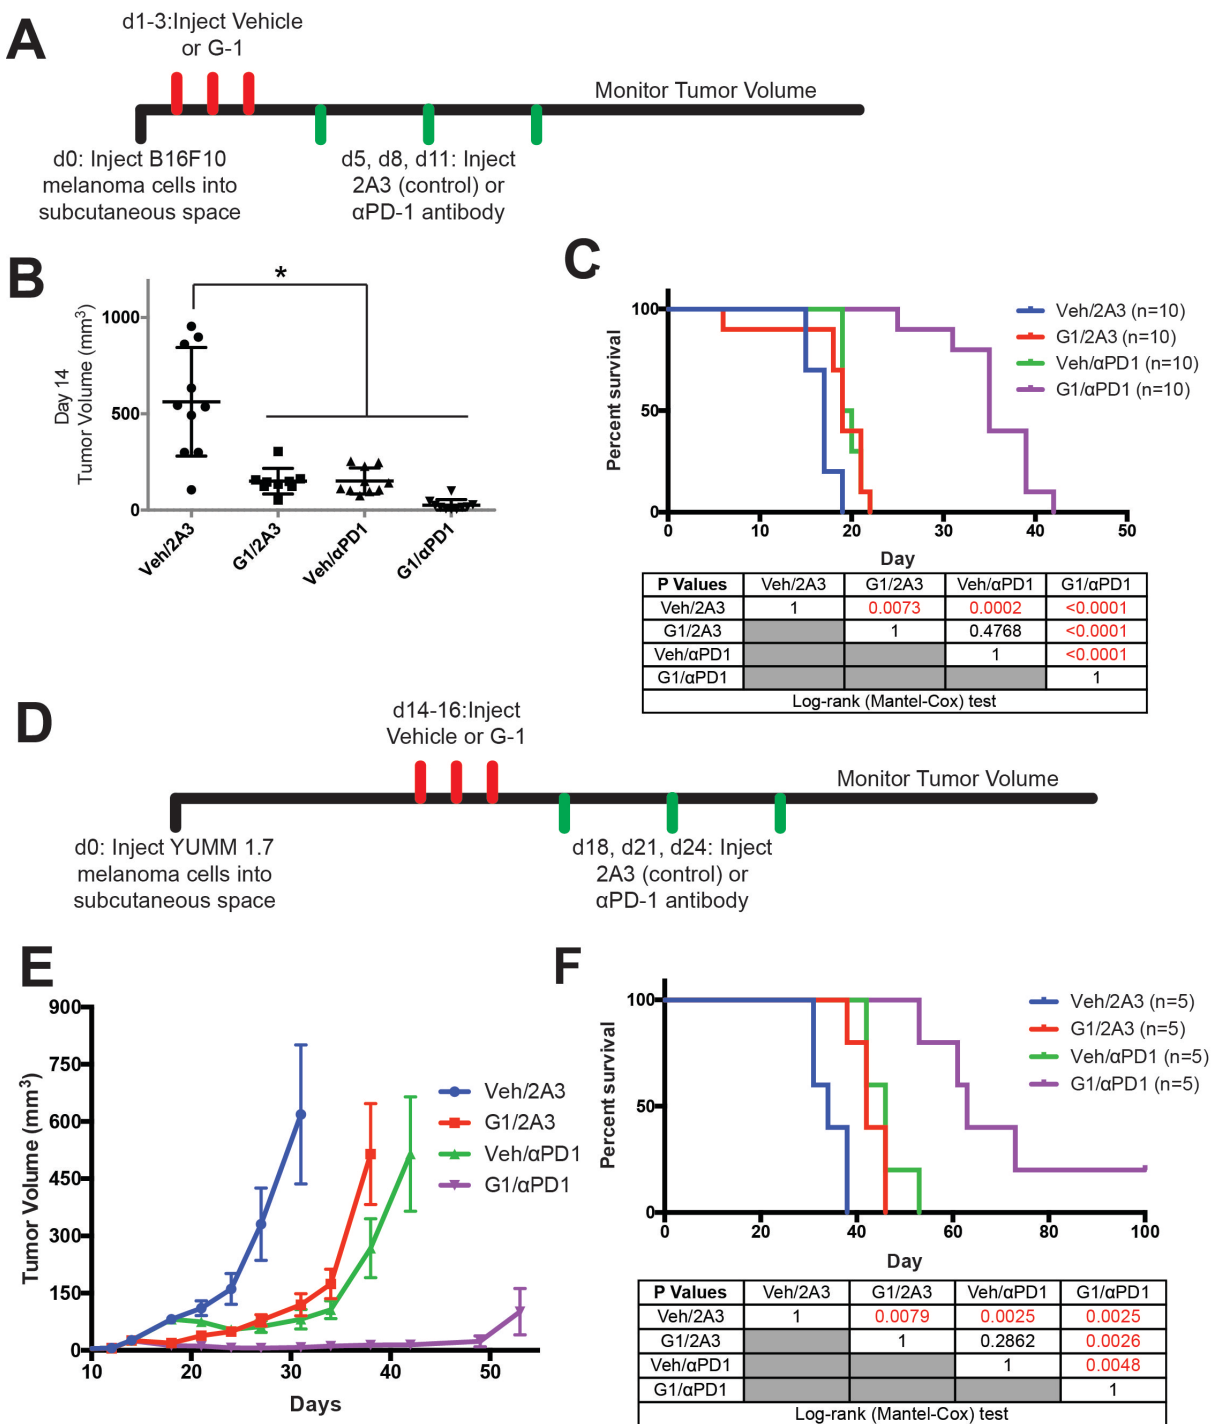 A
d1-3:Inject Vehicle
or G-1
Monitor Tumor Volume
d0: Inject B16F10
melanoma cells into
subcutaneous space
d5, d8, d11: Inject
2A3 (control) or
αPD-1 antibody
B
*
Day 14
Tumor Volume (mm³)
1000
500
0
Veh/2A3
G1/2A3
Veh/αPD1
G1/αPD1
C
Percent survival
100
50
0
0 10 20 30 40 50
Day
Veh/2A3 (n=10)
G1/2A3 (n=10)
Veh/αPD1 (n=10)
G1/αPD1 (n=10)
P Values Veh/2A3 G1/2A3 Veh/αPD1 G1/αPD1
Veh/2A3 1 0.0073 0.0002 <0.0001
G1/2A3 1 0.4768 <0.0001
Veh/αPD1 1 <0.0001
G1/αPD1 1
Log-rank (Mantel-Cox) test
D
d14-16:Inject
Vehicle or G-1
Monitor Tumor Volume
d0: Inject YUMM 1.7
melanoma cells into
subcutaneous space
d18, d21, d24: Inject
2A3 (control) or
αPD-1 antibody
E
Tumor Volume (mm³)
900
750
600
450
300
150
0
10 20 30 40 50
Days
Veh/2A3
G1/2A3
Veh/αPD1
G1/αPD1
F
Percent survival
100
50
0
0 20 40 60 80 100
Day
Veh/2A3 (n=5)
G1/2A3 (n=5)
Veh/αPD1 (n=5)
G1/αPD1 (n=5)
P Values Veh/2A3 G1/2A3 Veh/αPD1 G1/αPD1
Veh/2A3 1 0.0079 0.0025 0.0025
G1/2A3 1 0.2862 0.0026
Veh/αPD1 1 0.0048
G1/αPD1 1
Log-rank (Mantel-Cox) test